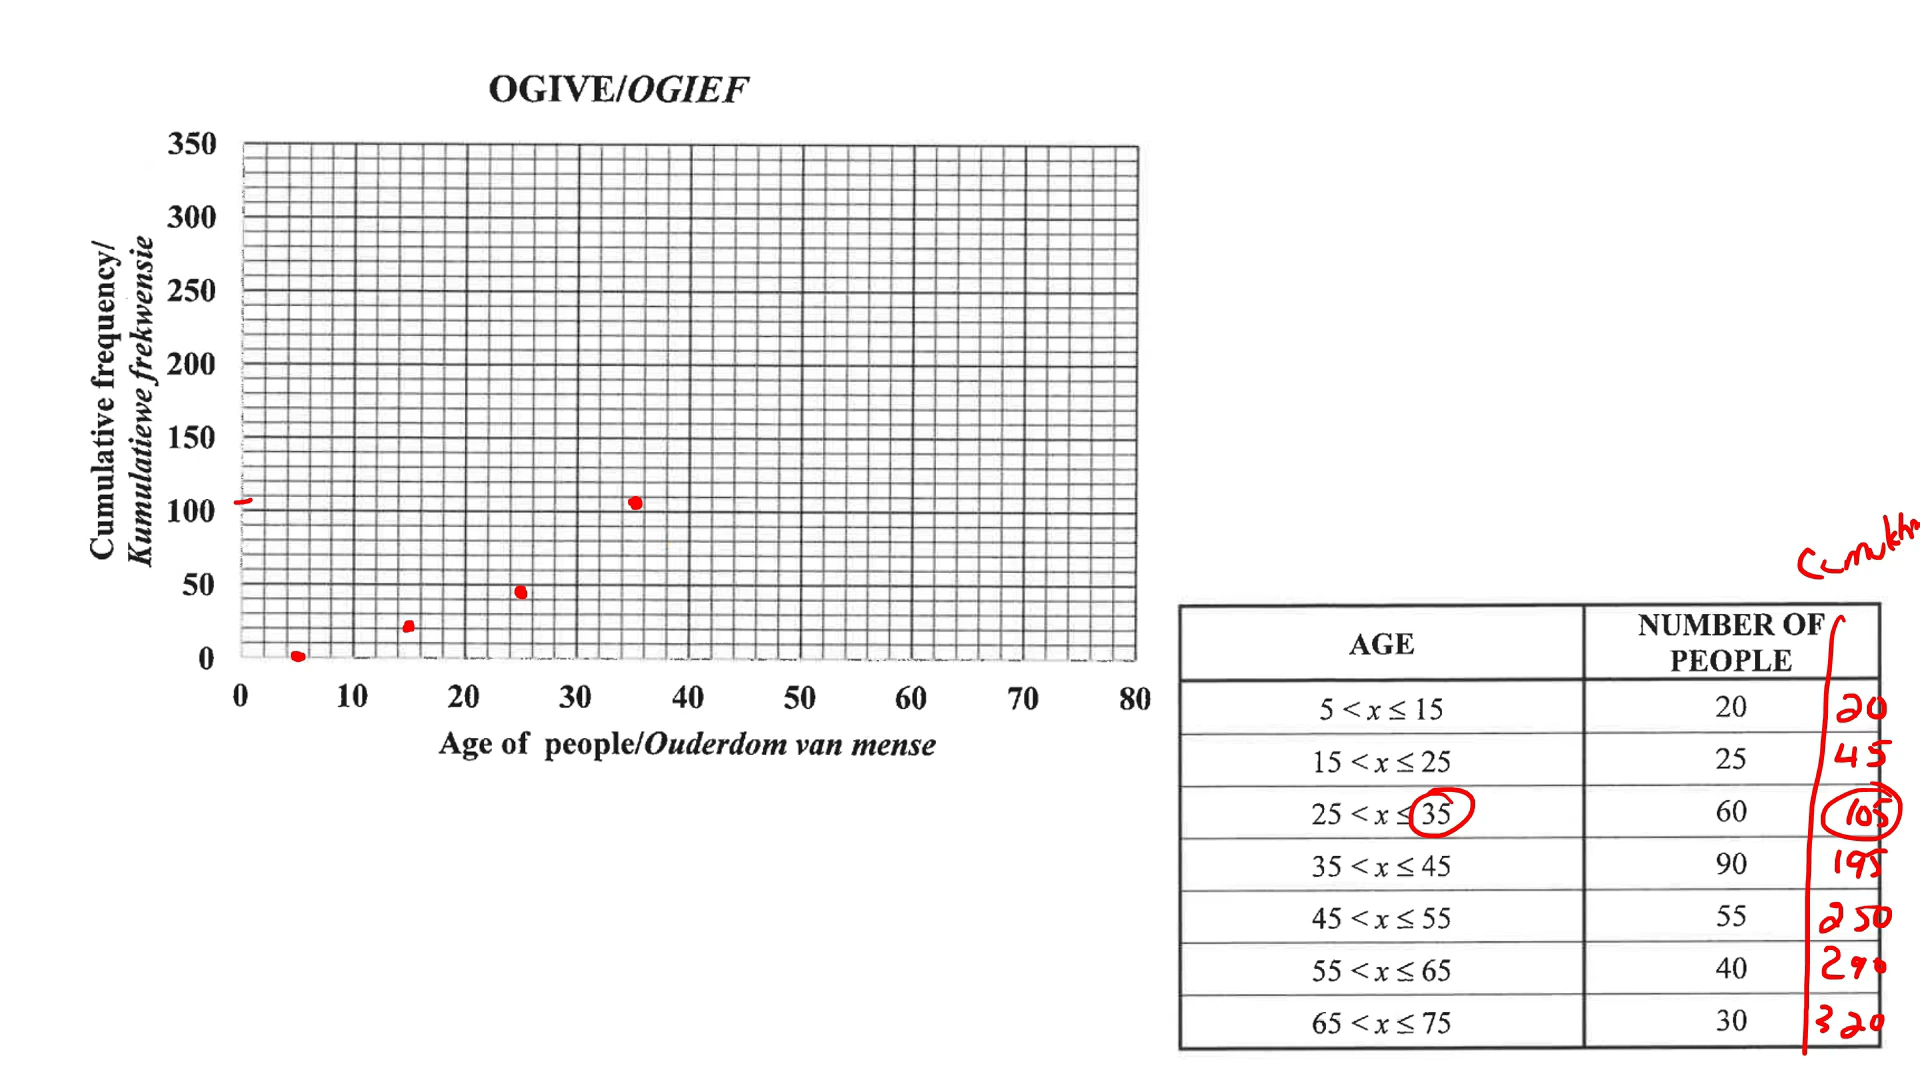 OGIVE/OGIEF
350
300
250
200
150
100
50
0
Cumulative frequency/
Kumulatiewe frekwensie
0 10 20 30 40 50 60 70 80
Age of people/Ouderdom van mense
AGE NUMBER OF PEOPLE
5 < x ≤ 15 20 20
15 < x ≤ 25 25 45
25 < x ≤ 35 60 105
35 < x ≤ 45 90 195
45 < x ≤ 55 55 250
55 < x ≤ 65 40 290
65 < x ≤ 75 30 320